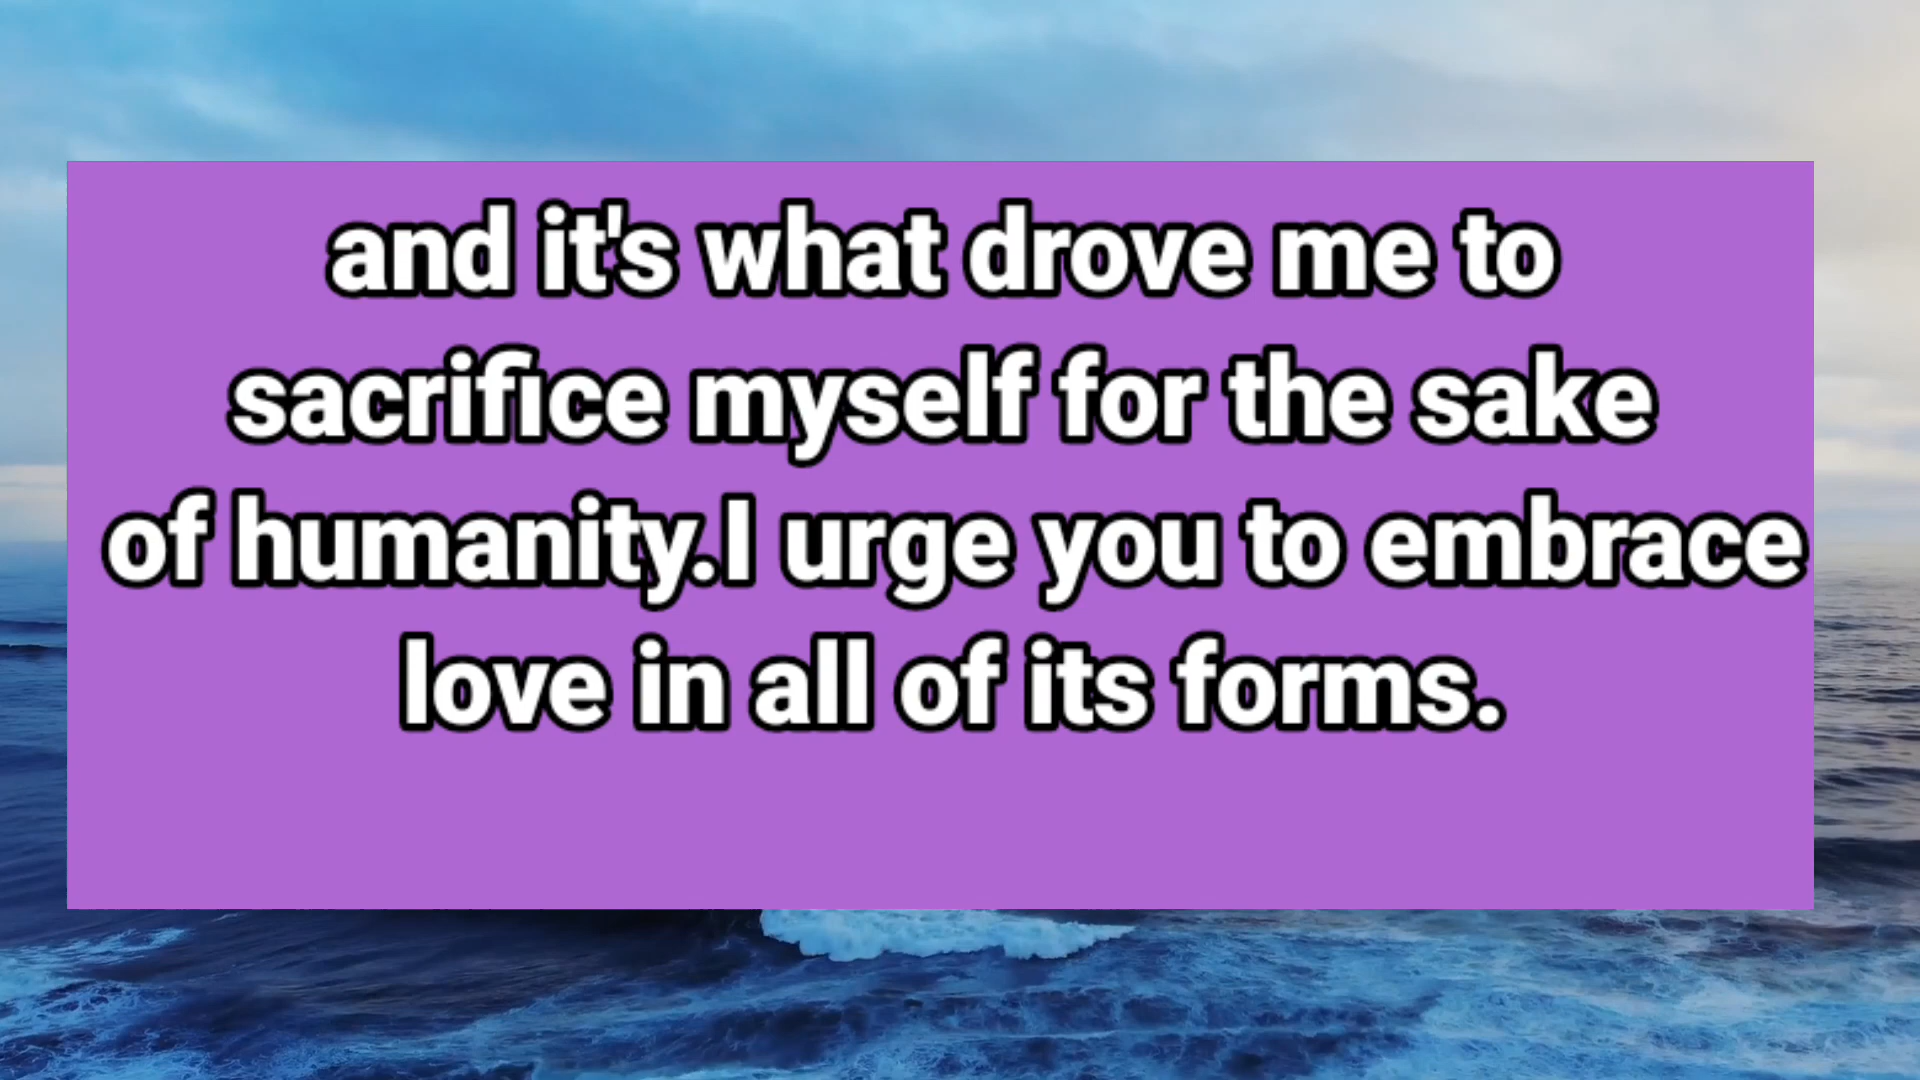 and it's what drove me to
sacrifice myself for the sake
of humanity.I urge you to embrace
love in all of its forms.